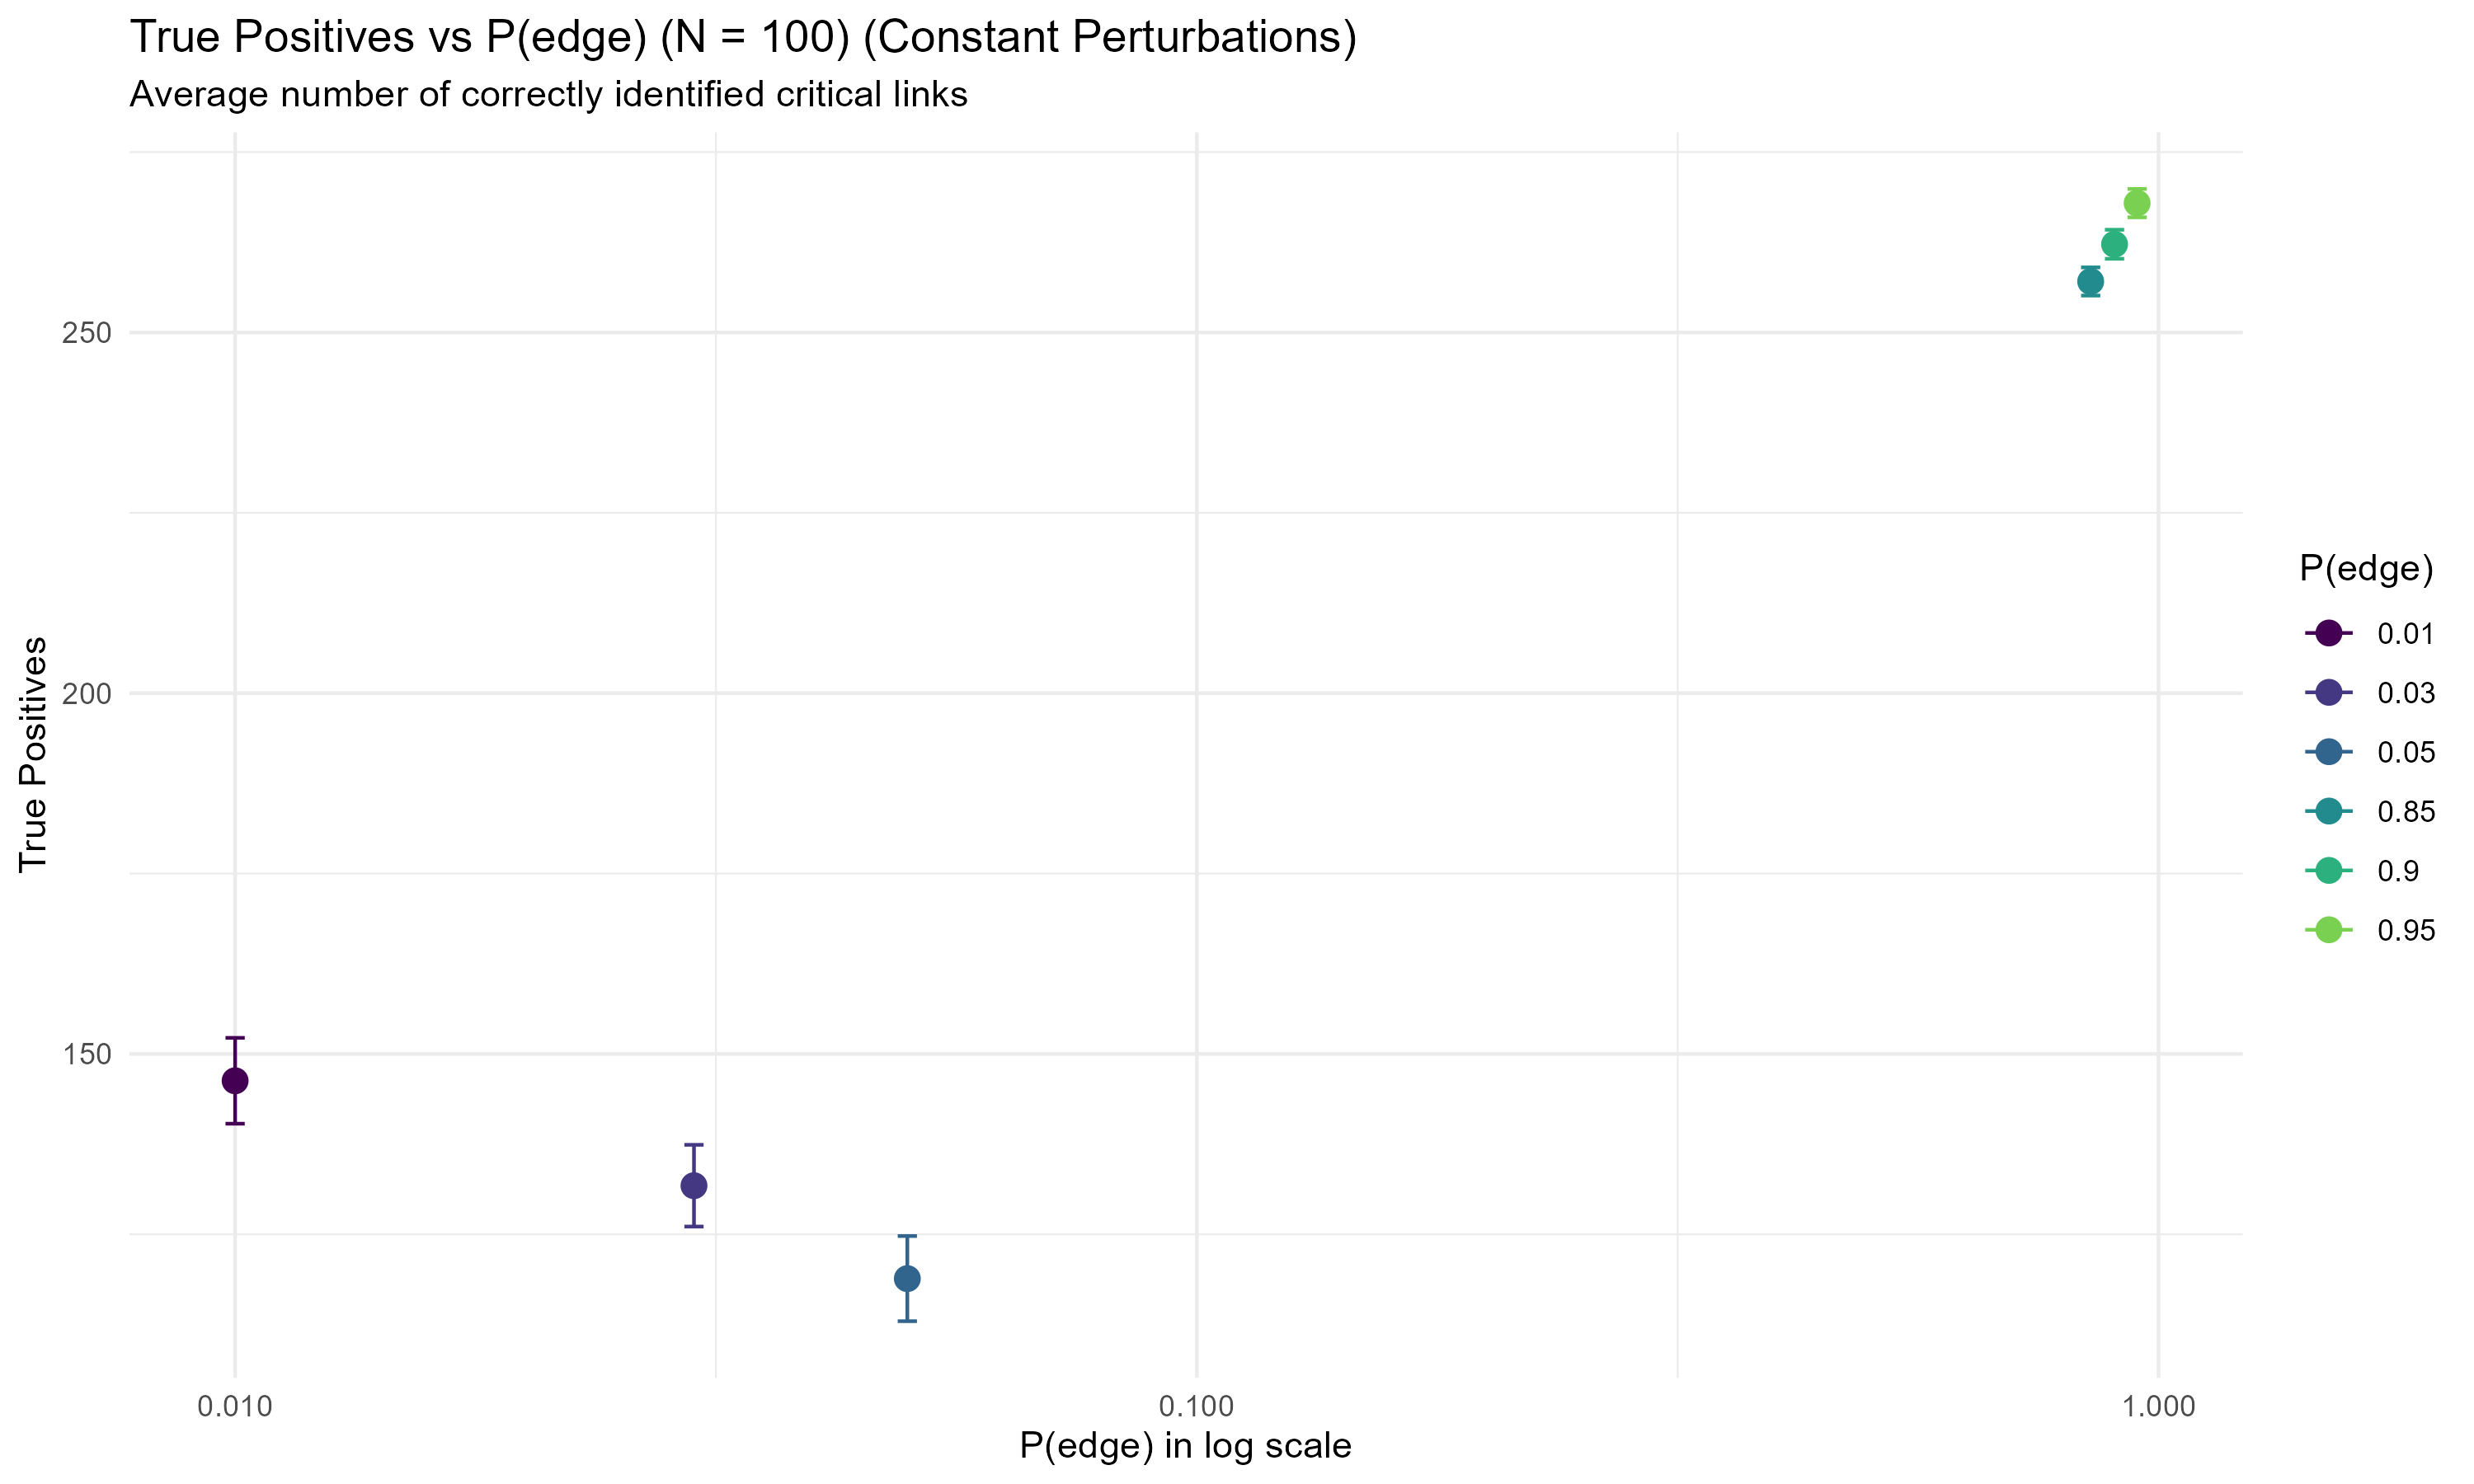 True Positives vs P(edge) (N = 100) (Constant Perturbations)
Average number of correctly identified critical links
True Positives
250
200
150
0.010
0.100
1.000
P(edge) in log scale
P(edge)
0.01
0.03
0.05
0.85
0.9
0.95